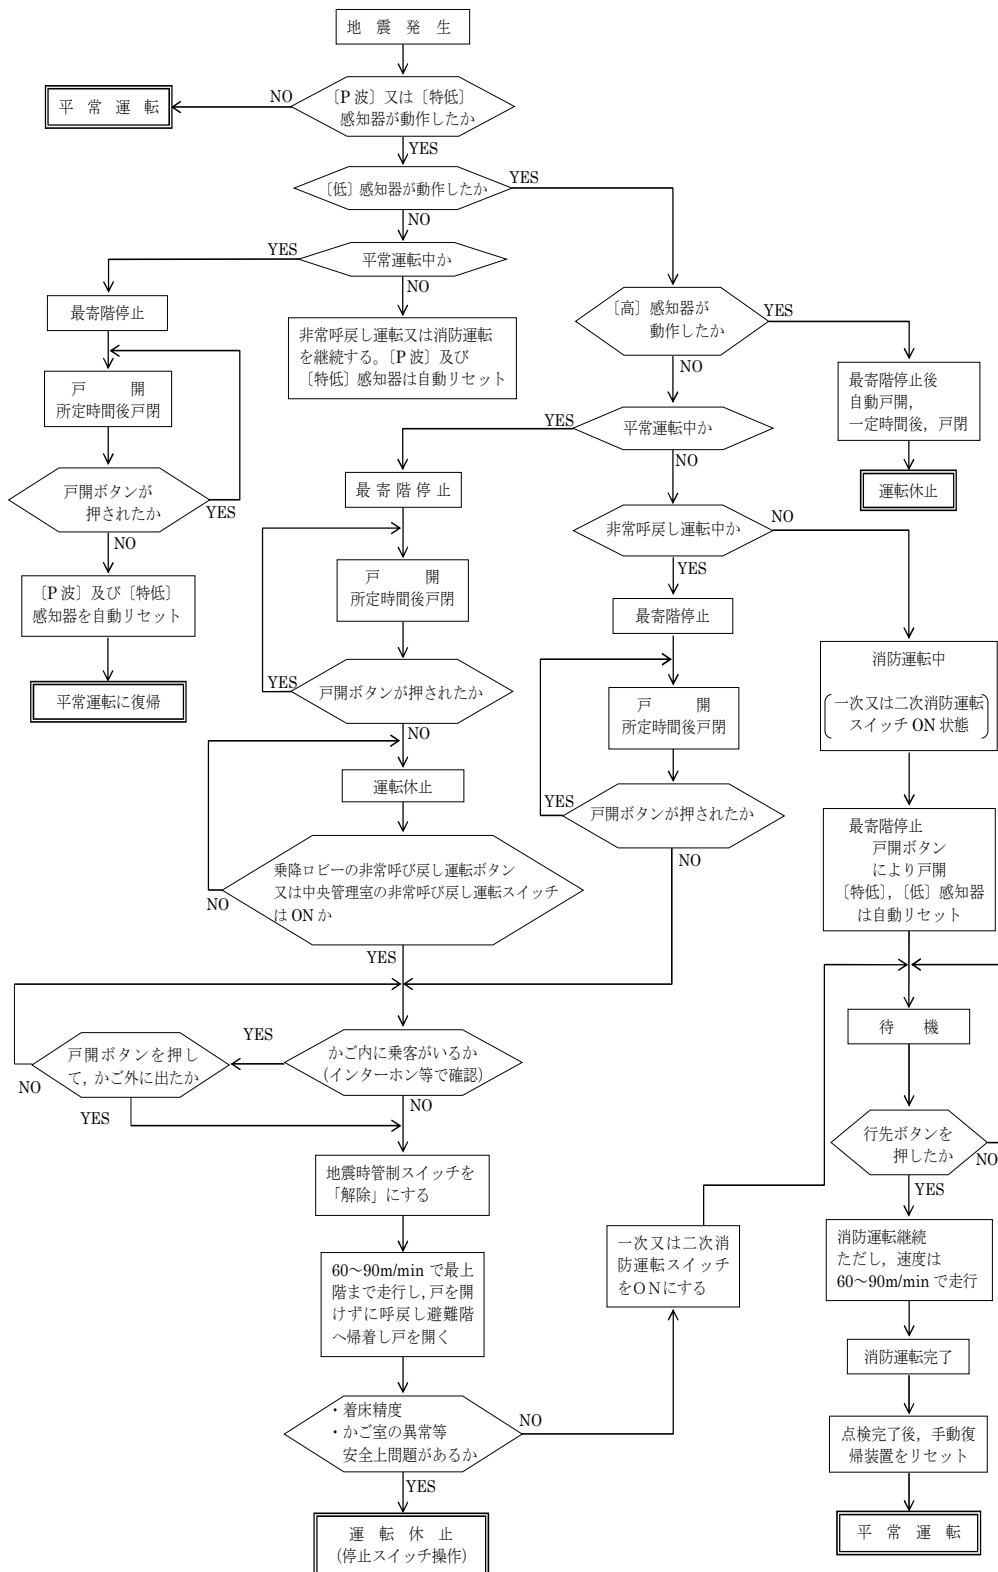 地震発生
〔P波〕又は〔特低〕
感知器が動作したか
NO
平常運転
YES
〔低〕感知器が動作したか
YES
NO
平常運転中か
YES
NO
最寄階停止
非常呼戻し運転又は消防運転
を継続する。〔P波〕及び
〔特低〕感知器は自動リセット
戸開
所定時間後戸閉
戸開ボタンが
押されたか
YES
NO
〔P波〕及び〔特低〕
感知器を自動リセット
平常運転に復帰
〔高〕感知器が
動作したか
YES
NO
最寄階停止後
自動戸開，
一定時間後，戸閉
運転休止
平常運転中か
YES
NO
最寄階停止
戸開
所定時間後戸閉
戸開ボタンが押されたか
YES
NO
運転休止
乗降ロビーの非常呼び戻し運転ボタン
又は中央管理室の非常呼び戻し運転スイッチ
はONか
NO
YES
非常呼戻し運転中か
NO
YES
最寄階停止
戸開
所定時間後戸閉
戸開ボタンが押されたか
YES
NO
かご内に乗客がいるか
(インターホン等で確認)
YES
NO
戸開ボタンを押し
て，かご外に出たか
NO
YES
地震時管制スイッチを
「解除」にする
60～90m/minで最上
階まで走行し，戸を開
けずに呼戻し避難階
へ帰着し戸を開く
・着床精度
・かご室の異常等
安全上問題があるか
NO
YES
運転休止
(停止スイッチ操作)
一次又は二次消
防運転スイッチ
をONにする
消防運転中
一次又は二次消防運転
スイッチON状態
最寄階停止
戸開ボタン
により戸開
〔特低〕，〔低〕感知器
は自動リセット
待機
行先ボタンを
押したか
NO
YES
消防運転継続
ただし，速度は
60～90m/minで走行
消防運転完了
点検完了後，手動復
帰装置をリセット
平常運転